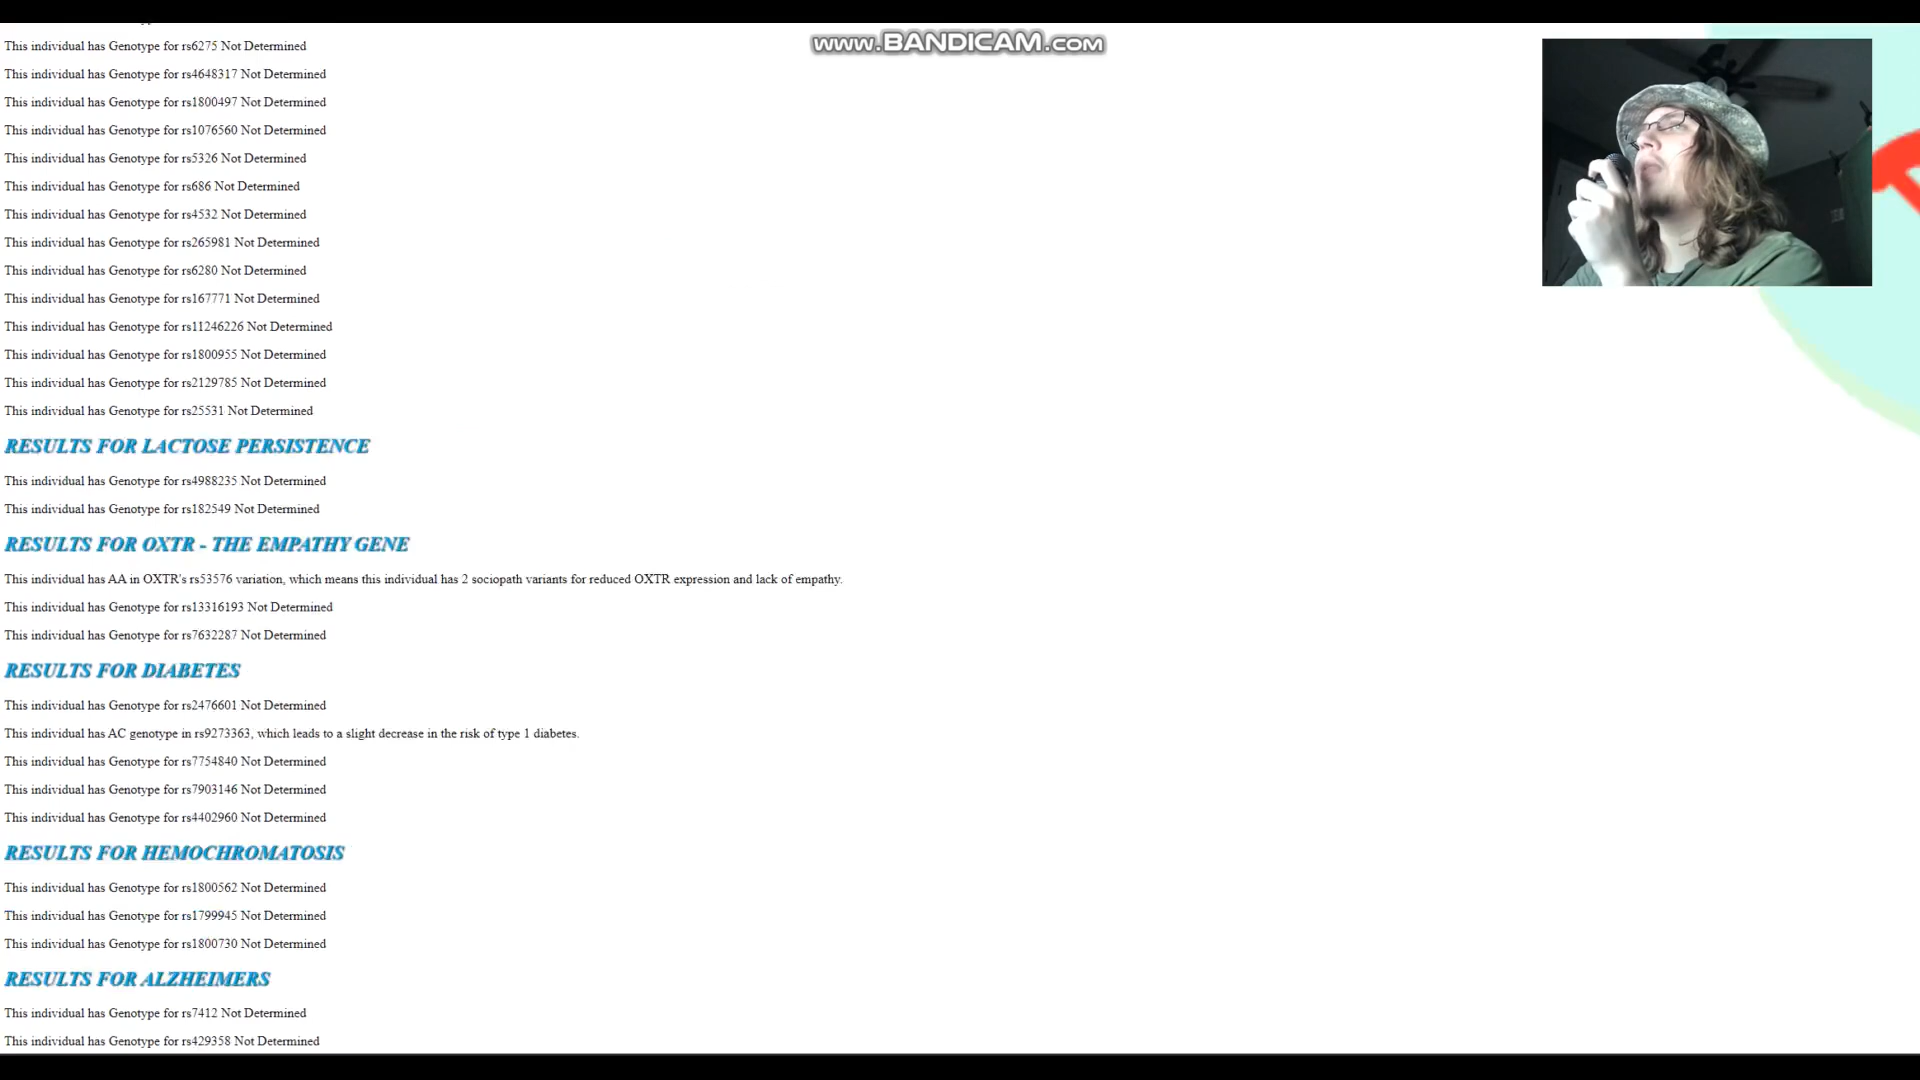 www.BANDICAM.com
This individual has Genotype for rs6275 Not Determined
This individual has Genotype for rs4648317 Not Determined
This individual has Genotype for rs1800497 Not Determined
This individual has Genotype for rs1076560 Not Determined
This individual has Genotype for rs5326 Not Determined
This individual has Genotype for rs686 Not Determined
This individual has Genotype for rs4532 Not Determined
This individual has Genotype for rs265981 Not Determined
This individual has Genotype for rs6280 Not Determined
This individual has Genotype for rs167771 Not Determined
This individual has Genotype for rs11246226 Not Determined
This individual has Genotype for rs1800955 Not Determined
This individual has Genotype for rs2129785 Not Determined
This individual has Genotype for rs25531 Not Determined
RESULTS FOR LACTOSE PERSISTENCE
This individual has Genotype for rs4988235 Not Determined
This individual has Genotype for rs182549 Not Determined
RESULTS FOR OXTR - THE EMPATHY GENE
This individual has AA in OXTR's rs53576 variation, which means this individual has 2 sociopath variants for reduced OXTR expression and lack of empathy.
This individual has Genotype for rs13316193 Not Determined
This individual has Genotype for rs7632287 Not Determined
RESULTS FOR DIABETES
This individual has Genotype for rs2476601 Not Determined
This individual has AC genotype in rs9273363, which leads to a slight decrease in the risk of type 1 diabetes.
This individual has Genotype for rs7754840 Not Determined
This individual has Genotype for rs7903146 Not Determined
This individual has Genotype for rs4402960 Not Determined
RESULTS FOR HEMOCHROMATOSIS
This individual has Genotype for rs1800562 Not Determined
This individual has Genotype for rs1799945 Not Determined
This individual has Genotype for rs1800730 Not Determined
RESULTS FOR ALZHEIMERS
This individual has Genotype for rs7412 Not Determined
This individual has Genotype for rs429358 Not Determined